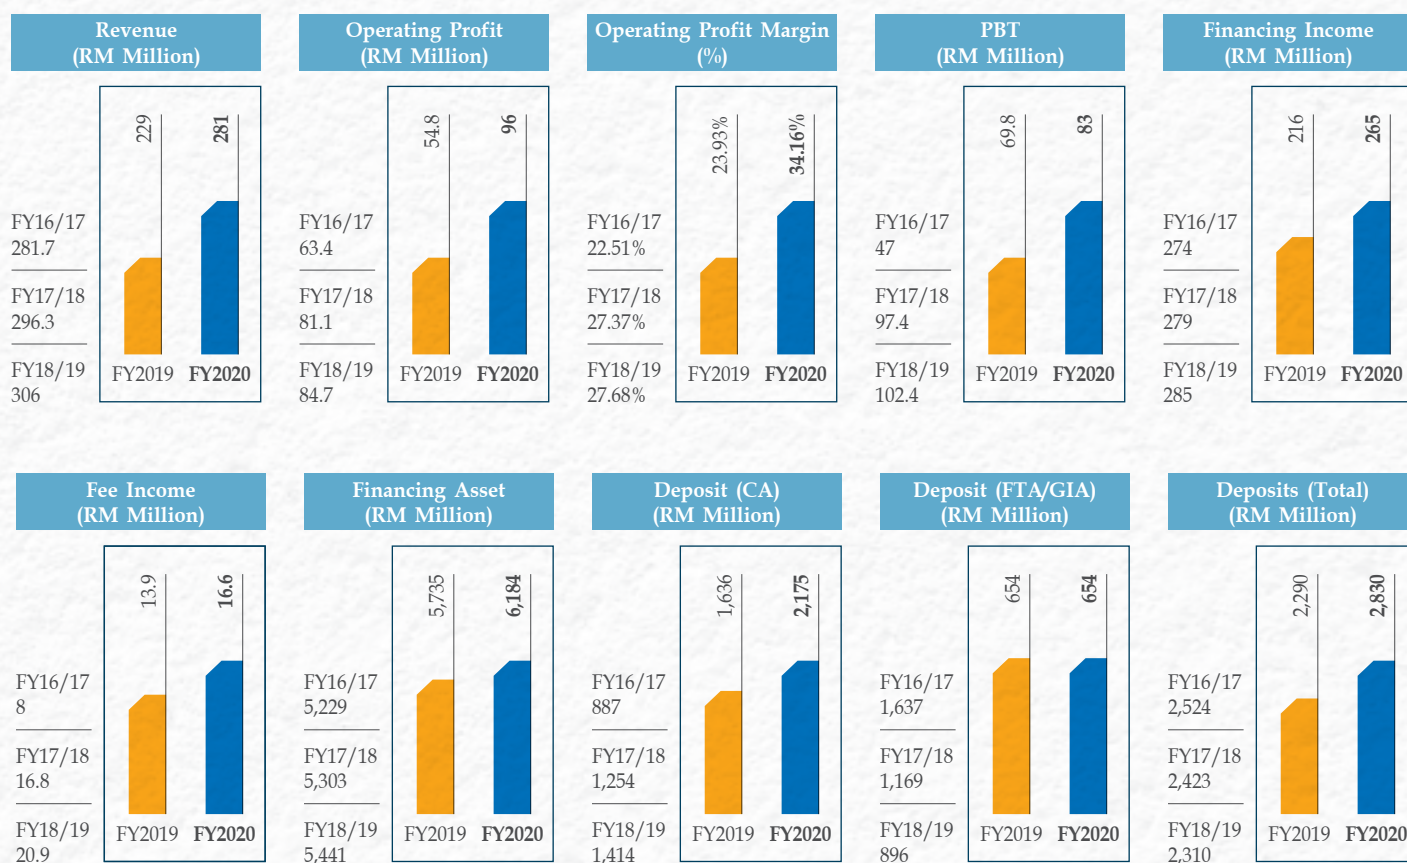 Revenue
(RM Million)
229
281
FY16/17
281.7
FY17/18
296.3
FY18/19
306
FY2019 FY2020
Operating Profit
(RM Million)
54.8
96
FY16/17
63.4
FY17/18
81.1
FY18/19
84.7
FY2019 FY2020
Operating Profit Margin
(%)
23.93%
34.16%
FY16/17
22.51%
FY17/18
27.37%
FY18/19
27.68%
FY2019 FY2020
PBT
(RM Million)
69.8
83
FY16/17
47
FY17/18
97.4
FY18/19
102.4
FY2019 FY2020
Financing Income
(RM Million)
216
265
FY16/17
274
FY17/18
279
FY18/19
285
FY2019 FY2020
Fee Income
(RM Million)
13.9
16.6
FY16/17
8
FY17/18
16.8
FY18/19
20.9
FY2019 FY2020
Financing Asset
(RM Million)
5,735
6,184
FY16/17
5,229
FY17/18
5,303
FY18/19
5,441
FY2019 FY2020
Deposit (CA)
(RM Million)
1,636
2,175
FY16/17
887
FY17/18
1,254
FY18/19
1,414
FY2019 FY2020
Deposit (FTA/GIA)
(RM Million)
654
654
FY16/17
1,637
FY17/18
1,169
FY18/19
896
FY2019 FY2020
Deposits (Total)
(RM Million)
2,290
2,830
FY16/17
2,524
FY17/18
2,423
FY18/19
2,310
FY2019 FY2020